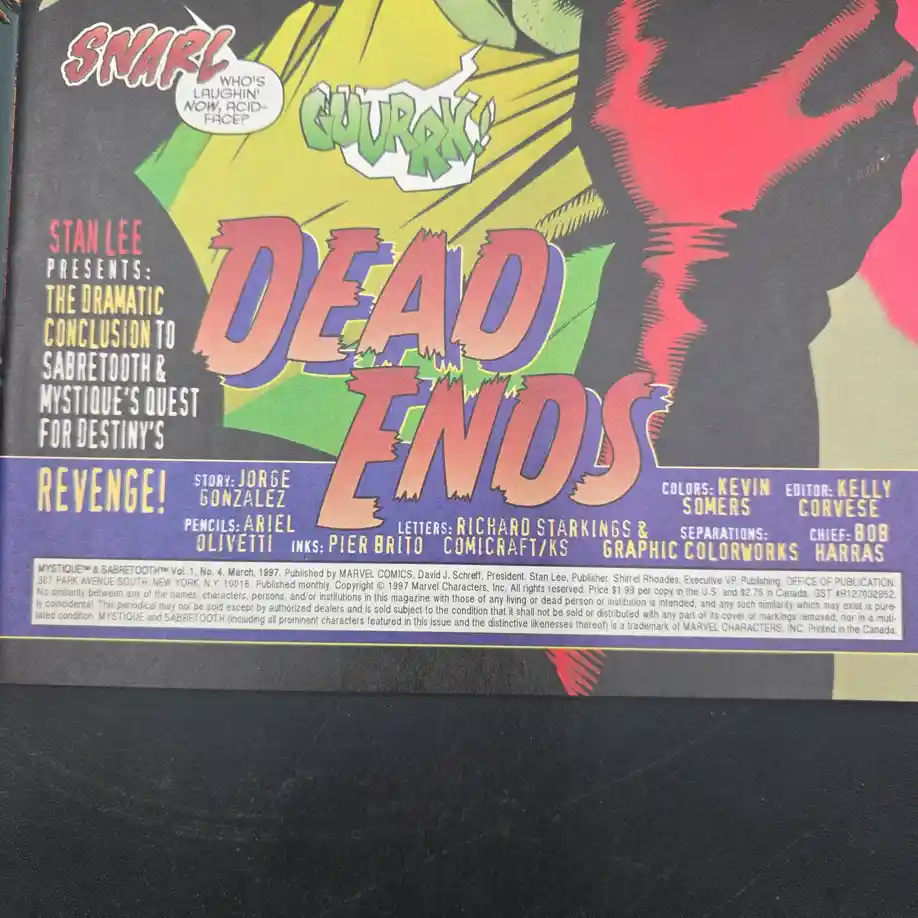 SNARL
WHO'S
LAUGHIN'
NOW, ACID-
FACE?
GUURRK!!
STAN LEE
PRESENTS:
THE DRAMATIC
CONCLUSION TO
SABRETOOTH &
MYSTIQUE'S QUEST
FOR DESTINY'S
REVENGE!
DEAD
ENDS
STORY: JORGE
GONZALEZ
PENCILS: ARIEL
OLIVETTI
INKS: PIER BRITO
LETTERS: RICHARD STARKINGS &
COMICRAFT/KS
COLORS: KEVIN
SOMERS
SEPARATIONS:
GRAPHIC COLORWORKS
EDITOR: KELLY
CORVESE
CHIEF: BOB
HARRAS
MYSTIQUE™ & SABRETOOTH™ Vol. 1, No. 4, March, 1997. Published by MARVEL COMICS, David J. Schreff, President. Stan Lee, Publisher. Shirrel Rhoades, Executive V.P. Publishing. OFFICE OF PUBLICATION:
387 PARK AVENUE SOUTH, NEW YORK, N.Y. 10016. Published monthly. Copyright © 1997 Marvel Characters, Inc. All rights reserved. Price $1.99 per copy in the U.S. and $2.75 in Canada. GST #R127032852.
No similarity between any of the names, characters, persons, and/or institutions in this magazine with those of any living or dead person or institution is intended, and any such similarity which may exist is pure-
ly coincidental. This periodical may not be sold except by authorized dealers and is sold subject to the condition that it shall not be sold or distributed with any part of its cover or markings removed, nor in a muti-
lated condition. MYSTIQUE and SABRETOOTH (including all prominent characters featured in this issue and the distinctive likenesses thereof) is a trademark of MARVEL CHARACTERS, INC. Printed in the Canada.